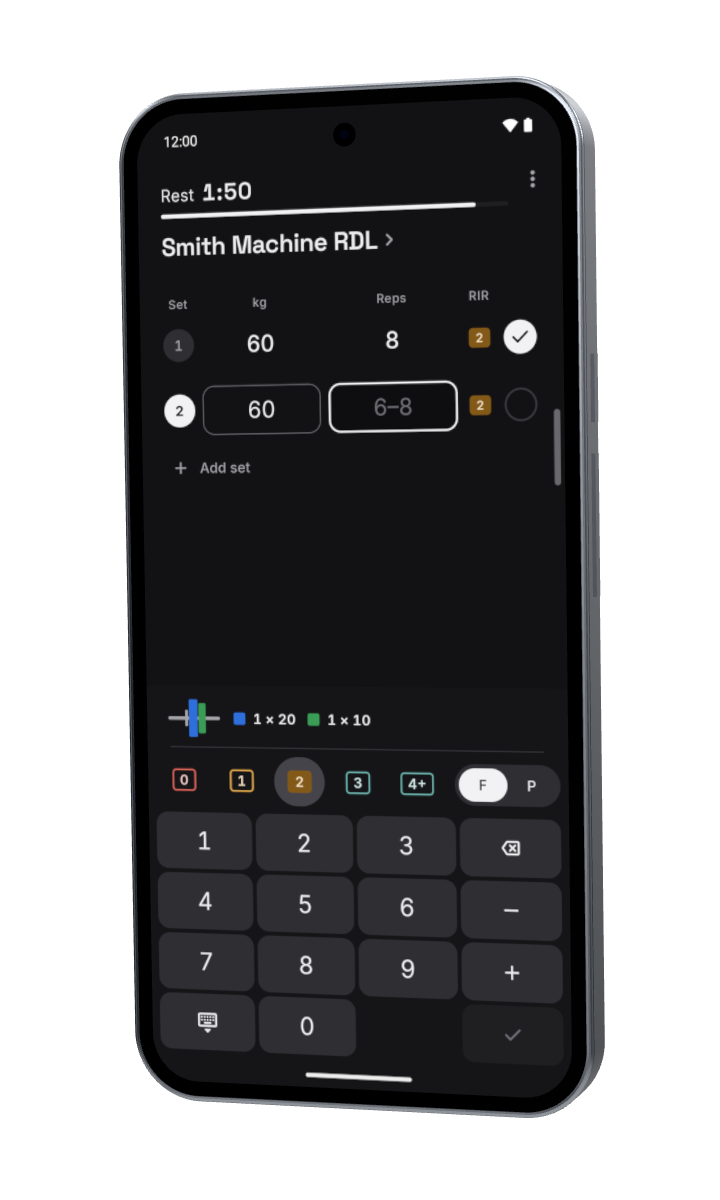 12:00
Rest 1:50
Smith Machine RDL
Set kg Reps RIR
1 60 8 2
2 60 6–8 2
+ Add set
1 × 20 1 × 10
0 1 2 3 4+ F P
1 2 3
4 5 6 −
7 8 9 +
0